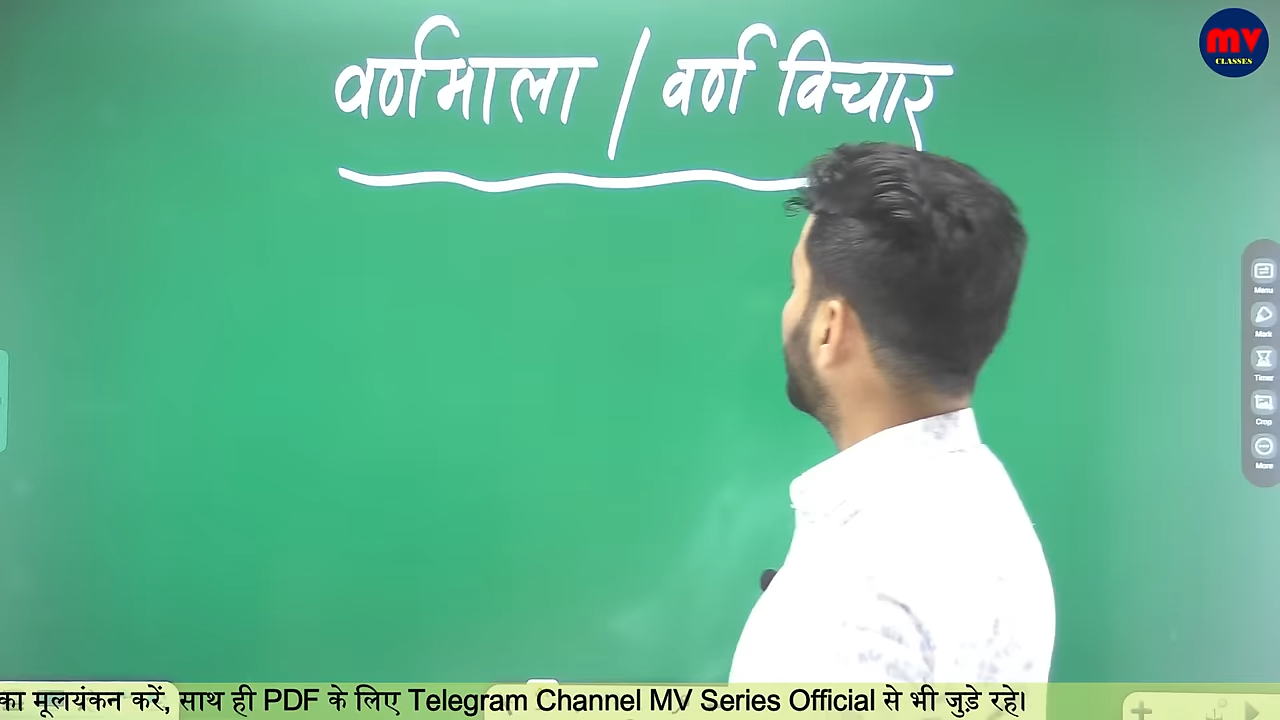 वर्णमाला / वर्ण विचार
MV
CLASSES
Menu
Mark
Timer
Crop
More
का मूलयंकन करें, साथ ही PDF के लिए Telegram Channel MV Series Official से भी जुड़े रहे।